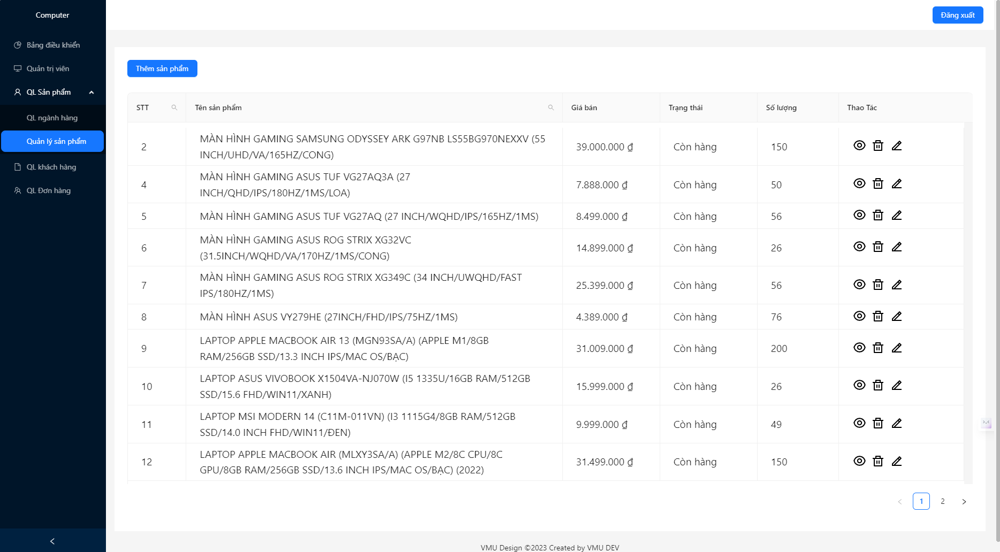 Computer
Đăng xuất
Bảng điều khiển
Quản trị viên
QL Sản phẩm
QL ngành hàng
Quản lý sản phẩm
QL khách hàng
QL Đơn hàng
Thêm sản phẩm
STT Tên sản phẩm Giá bán Trạng thái Số lượng Thao Tác
2 MÀN HÌNH GAMING SAMSUNG ODYSSEY ARK G97NB LS55BG970NEXXV (55
INCH/UHD/VA/165HZ/CONG) 39.000.000 ₫ Còn hàng 150
4 MÀN HÌNH GAMING ASUS TUF VG27AQ3A (27
INCH/QHD/IPS/180HZ/1MS/LOA) 7.888.000 ₫ Còn hàng 50
5 MÀN HÌNH GAMING ASUS TUF VG27AQ (27 INCH/WQHD/IPS/165HZ/1MS) 8.499.000 ₫ Còn hàng 56
6 MÀN HÌNH GAMING ASUS ROG STRIX XG32VC
(31.5INCH/WQHD/VA/170HZ/1MS/CONG) 14.899.000 ₫ Còn hàng 26
7 MÀN HÌNH GAMING ASUS ROG STRIX XG349C (34 INCH/UWQHD/FAST
IPS/180HZ/1MS) 25.399.000 ₫ Còn hàng 56
8 MÀN HÌNH ASUS VY279HE (27INCH/FHD/IPS/75HZ/1MS) 4.389.000 ₫ Còn hàng 76
9 LAPTOP APPLE MACBOOK AIR 13 (MGN93SA/A) (APPLE M1/8GB
RAM/256GB SSD/13.3 INCH IPS/MAC OS/BẠC) 31.009.000 ₫ Còn hàng 200
10 LAPTOP ASUS VIVOBOOK X1504VA-NJ070W (I5 1335U/16GB RAM/512GB
SSD/15.6 FHD/WIN11/XANH) 15.999.000 ₫ Còn hàng 26
11 LAPTOP MSI MODERN 14 (C11M-011VN) (I3 1115G4/8GB RAM/512GB
SSD/14.0 INCH FHD/WIN11/ĐEN) 9.999.000 ₫ Còn hàng 49
12 LAPTOP APPLE MACBOOK AIR (MLXY3SA/A) (APPLE M2/8C CPU/8C
GPU/8GB RAM/256GB SSD/13.6 INCH IPS/MAC OS/BẠC) (2022) 31.499.000 ₫ Còn hàng 150
1 2
VMU Design ©2023 Created by VMU DEV